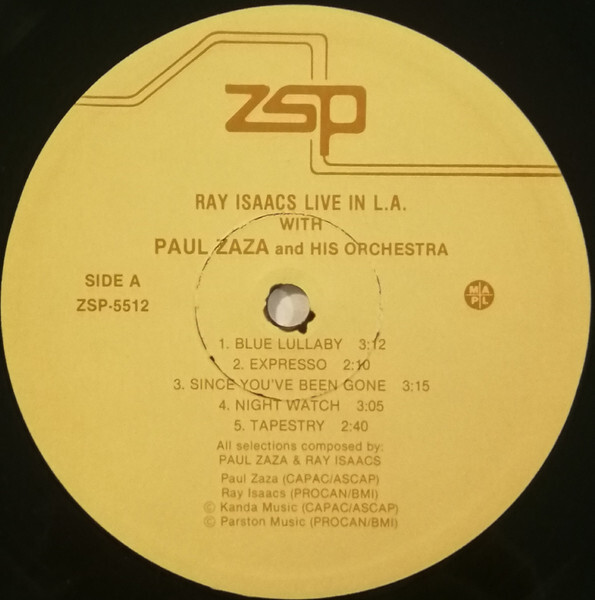 zsp
RAY ISAACS LIVE IN L.A.
WITH
PAUL ZAZA and HIS ORCHESTRA
SIDE A
ZSP-5512
M A
P L
1. BLUE LULLABY 3:12
2. EXPRESSO 2:10
3. SINCE YOU'VE BEEN GONE 3:15
4. NIGHT WATCH 3:05
5. TAPESTRY 2:40
All selections composed by:
PAUL ZAZA & RAY ISAACS
Paul Zaza (CAPAC/ASCAP)
Ray Isaacs (PROCAN/BMI)
© Kanda Music (CAPAC/ASCAP)
© Parston Music (PROCAN/BMI)